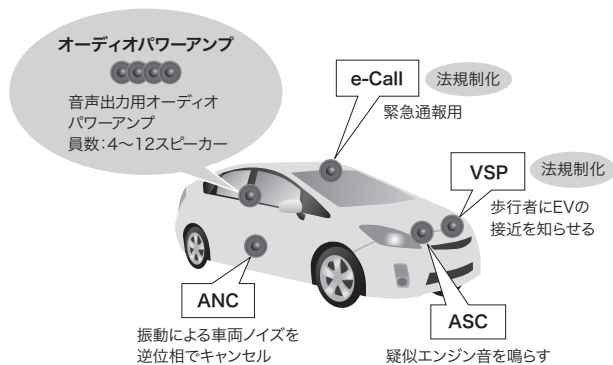 オーディオパワーアンプ
音声出力用オーディオ
パワーアンプ
員数：4〜12スピーカー
e-Call
法規制化
緊急通報用
VSP
法規制化
歩行者にEVの
接近を知らせる
ANC
振動による車両ノイズを
逆位相でキャンセル
ASC
疑似エンジン音を鳴らす